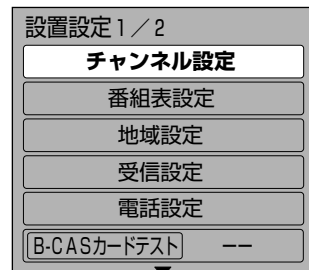 設置設定1／2
チャンネル設定
番組表設定
地域設定
受信設定
電話設定
B-CASカードテスト −−